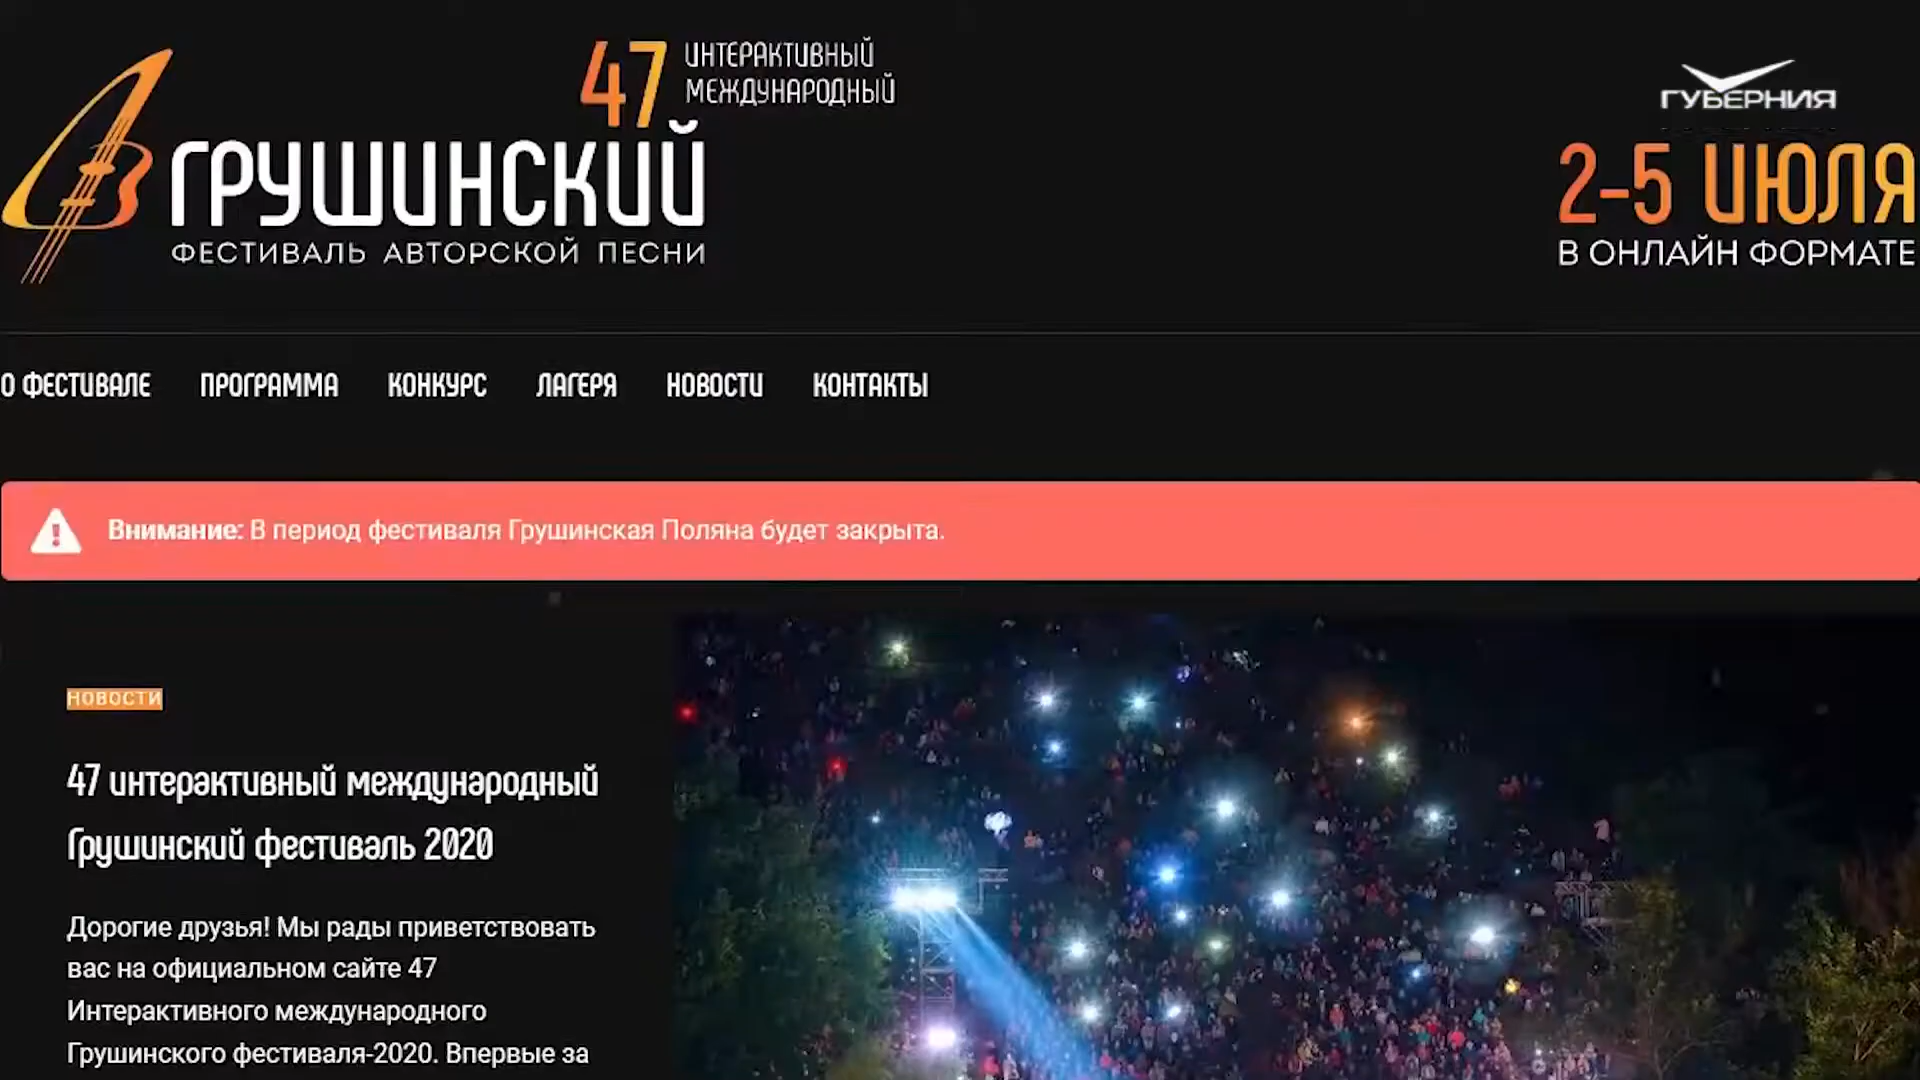 47 ИНТЕРАКТИВНЫЙ
МЕЖДУНАРОДНЫЙ
ГРУШИНСКИЙ
ФЕСТИВАЛЬ АВТОРСКОЙ ПЕСНИ
ГУБЕРНИЯ
2-5 ИЮЛЯ
В ОНЛАЙН ФОРМАТЕ
О ФЕСТИВАЛЕ ПРОГРАММА КОНКУРС ЛАГЕРЯ НОВОСТИ КОНТАКТЫ
Внимание: В период фестиваля Грушинская Поляна будет закрыта.
НОВОСТИ
47 интерактивный международный
Грушинский фестиваль 2020
Дорогие друзья! Мы рады приветствовать
вас на официальном сайте 47
Интерактивного международного
Грушинского фестиваля-2020. Впервые за